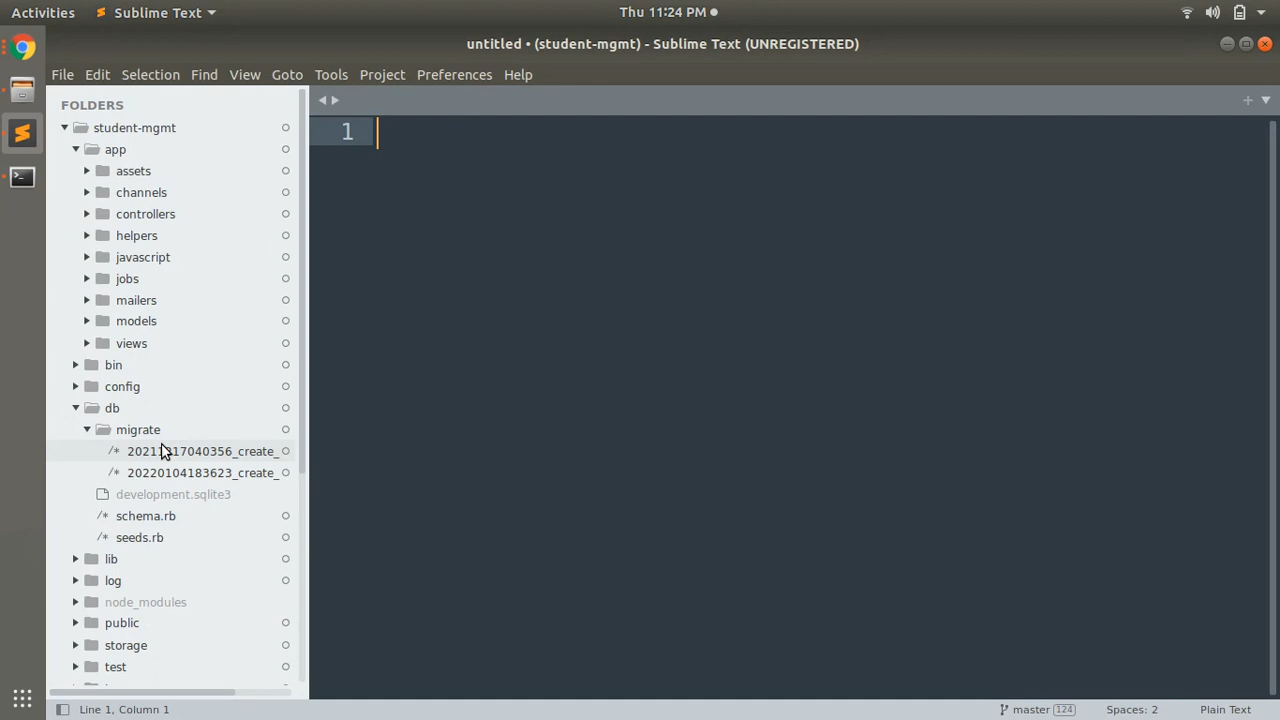 Activities
Sublime Text
Thu 11:24 PM
untitled • (student-mgmt) - Sublime Text (UNREGISTERED)
File Edit Selection Find View Goto Tools Project Preferences Help
FOLDERS
student-mgmt
app
assets
channels
controllers
helpers
javascript
jobs
mailers
models
views
bin
config
db
migrate
/* 20211217040356_create_
/* 20220104183623_create_
development.sqlite3
/* schema.rb
/* seeds.rb
lib
log
node_modules
public
storage
test
1
Line 1, Column 1
master 124
Spaces: 2
Plain Text